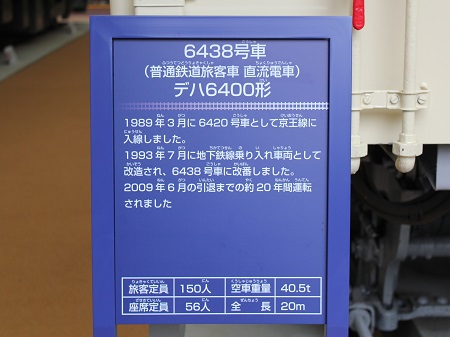 6438号車
(普通鉄道旅客車 直流電車)
デハ6400形
1989年3月に6420号車として京王線に
入線しました。
1993年7月に地下鉄線乗り入れ車両として
改造され、6438号車に改番しました。
2009年6月の引退までの約20年間運転
されました
旅客定員 150人 空車重量 40.5t
座席定員 56人 全長 20m